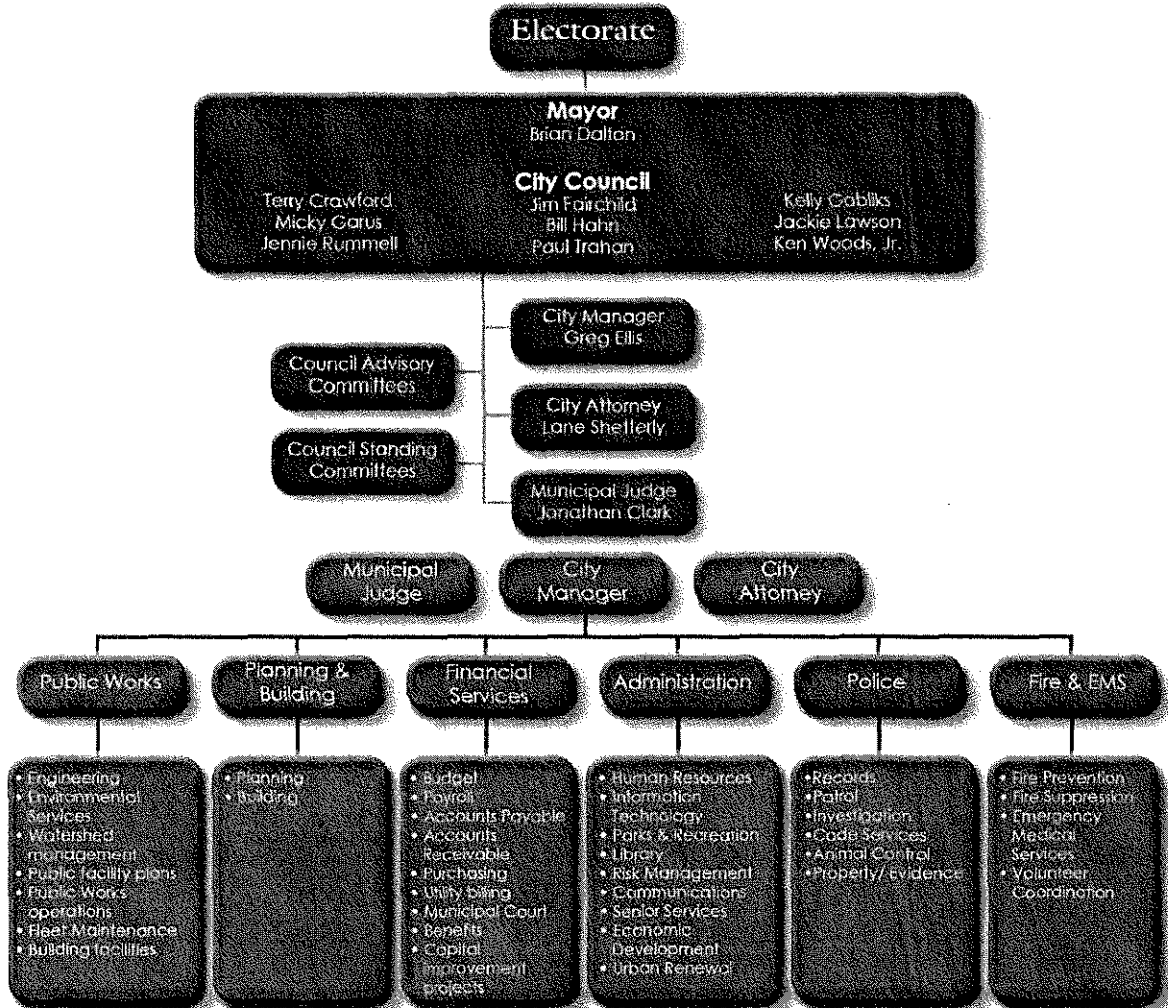 Electorate
Mayor
Brian Dalton
City Council
Terry Crawford
Micky Garus
Jennie Rummell
Jim Fairchild
Bill Hahn
Paul Trahan
Kelly Gabliks
Jackie Lawson
Ken Woods, Jr.
City Manager
Greg Ellis
Council Advisory
Committees
City Attorney
Lane Shetterly
Council Standing
Committees
Municipal Judge
Jonathan Clark
Municipal
Judge
City
Manager
City
Attorney
Public Works
Planning &
Building
Financial
Services
Administration
Police
Fire & EMS
• Engineering
• Environmental
Services
• Watershed
management
• Public facility plans
• Public Works
operations
• Fleet Maintenance
• Building facilities
• Planning
• Building
• Budget
• Payroll
• Accounts Payable
• Accounts
Receivable
• Purchasing
• Utility billing
• Municipal Court
• Benefits
• Capital
improvement
projects
• Human Resources
• Information
Technology
• Parks & Recreation
• Library
• Risk Management
• Communications
• Senior Services
• Economic
Development
• Urban Renewal
•Records
•Patrol
•Investigation
•Code Services
•Animal Control
•Property/ Evidence
• Fire Prevention
• Fire Suppression
• Emergency
Medical
Services
• Volunteer
Coordination